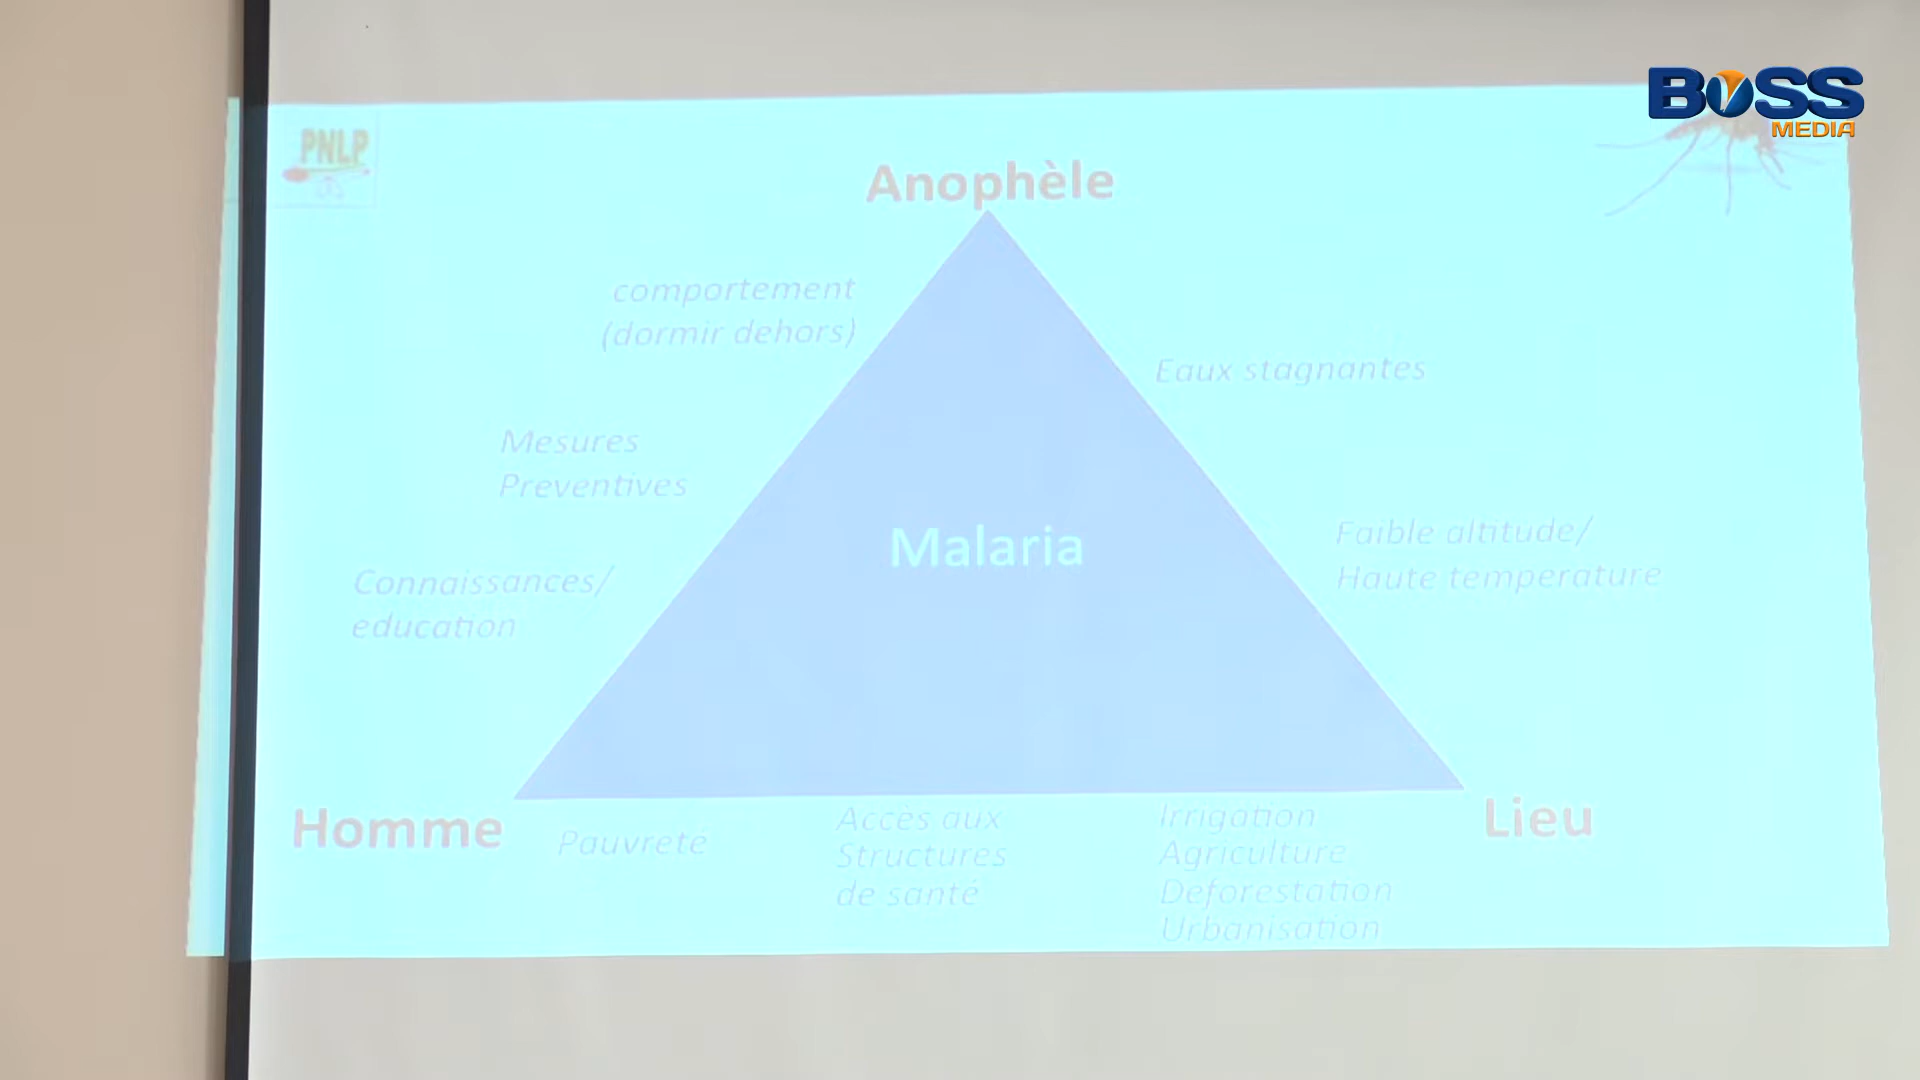 BOSS
MEDIA
PNLP
Anophèle
comportement
(dormir dehors)
Eaux stagnantes
Mesures
Preventives
Malaria
Faible altitude/
Haute temperature
Connaissances/
education
Homme
Lieu
Pauvreté
Accès aux
Structures
de santé
Irrigation
Agriculture
Deforestation
Urbanisation